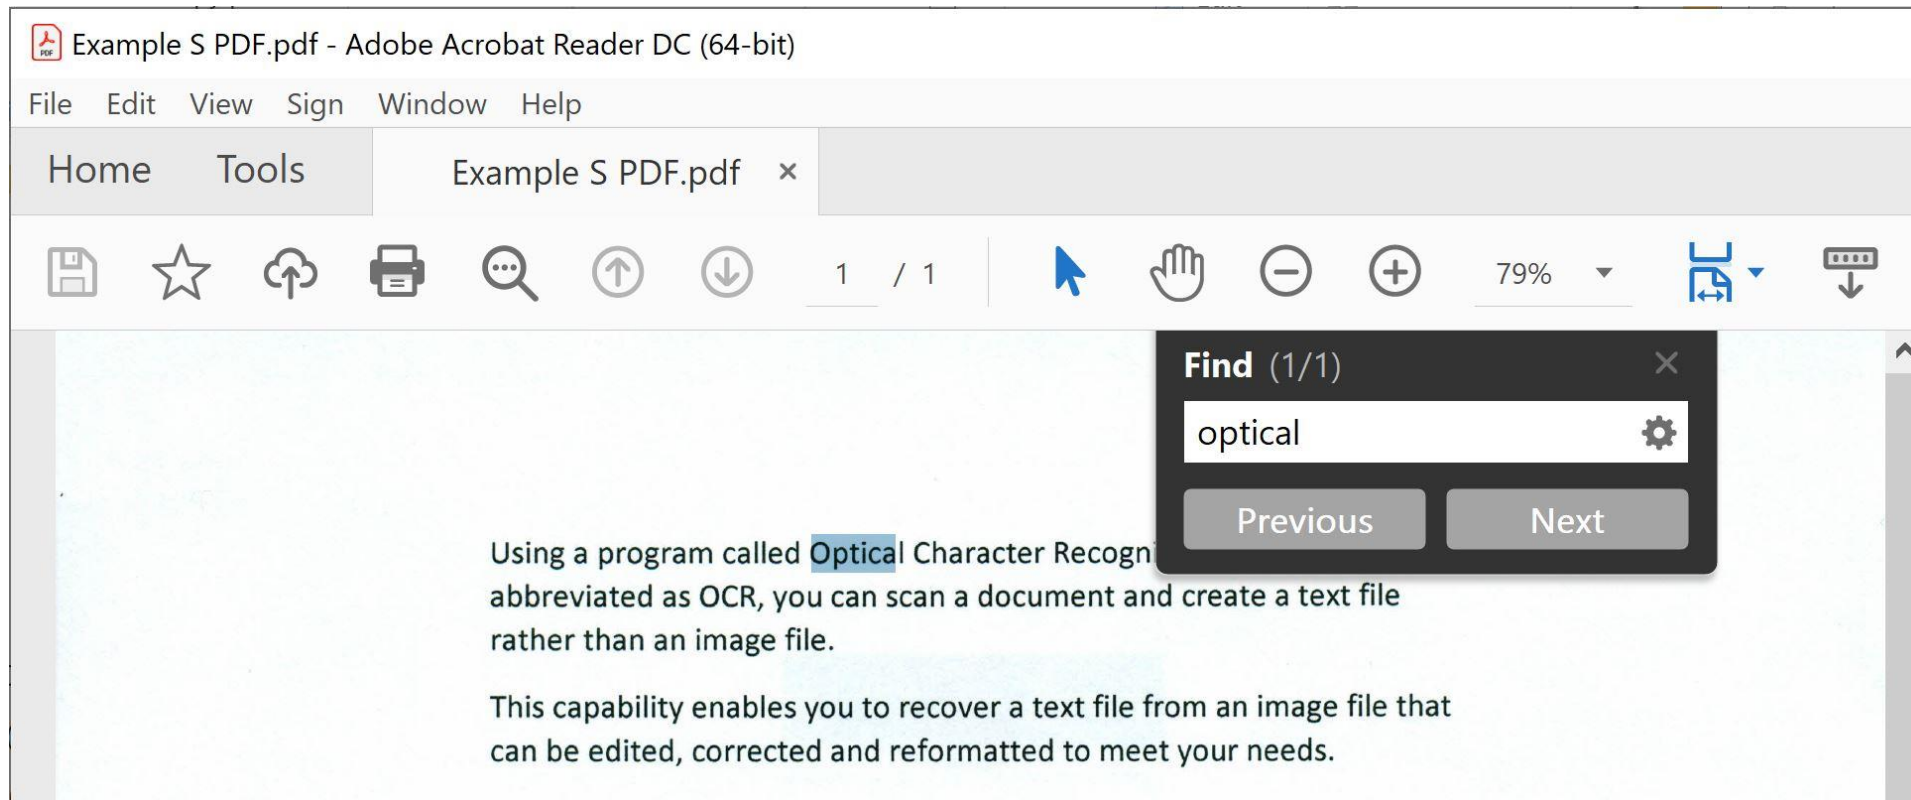 Example S PDF.pdf - Adobe Acrobat Reader DC (64-bit)
File Edit View Sign Window Help
Home Tools Example S PDF.pdf ×
1 / 1 79%
Find (1/1)
optical
Previous Next
Using a program called Optical Character Recogni
abbreviated as OCR, you can scan a document and create a text file
rather than an image file.
This capability enables you to recover a text file from an image file that
can be edited, corrected and reformatted to meet your needs.